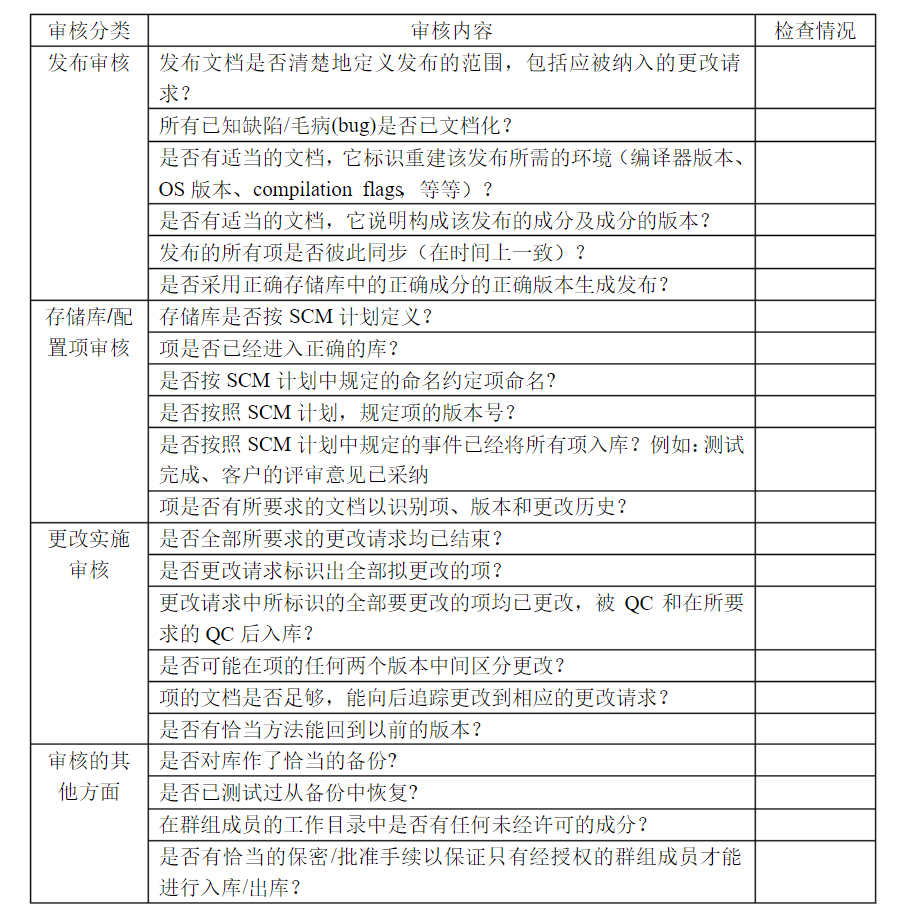 审核分类 审核内容 检查情况
发布审核 发布文档是否清楚地定义发布的范围，包括应被纳入的更改请
求？
所有已知缺陷/毛病(bug)是否已文档化？
是否有适当的文档，它标识重建该发布所需的环境（编译器版本、
OS 版本、compilation flags，等等）？
是否有适当的文档，它说明构成该发布的成分及成分的版本？
发布的所有项是否彼此同步（在时间上一致）？
是否采用正确存储库中的正确成分的正确版本生成发布？
存储库/配 存储库是否按 SCM 计划定义？
置项审核 项是否已经进入正确的库？
是否按 SCM 计划中规定的命名约定项命名？
是否按照 SCM 计划，规定项的版本号？
是否按照 SCM 计划中规定的事件已经将所有项入库？例如：测试
完成、客户的评审意见已采纳
项是否有所要求的文档以识别项、版本和更改历史？
更改实施 是否全部所要求的更改请求均已结束？
审核 是否更改请求标识出全部拟更改的项？
更改请求中所标识的全部要更改的项均已更改，被 QC 和在所要
求的 QC 后入库？
是否可能在项的任何两个版本中间区分更改？
项的文档是否足够，能向后追踪更改到相应的更改请求？
是否有恰当方法能回到以前的版本？
审核的其 是否对库作了恰当的备份？
他方面 是否已测试过从备份中恢复？
在群组成员的工作目录中是否有任何未经许可的成分？
是否有恰当的保密/批准手续以保证只有经授权的群组成员才能
进行入库/出库？